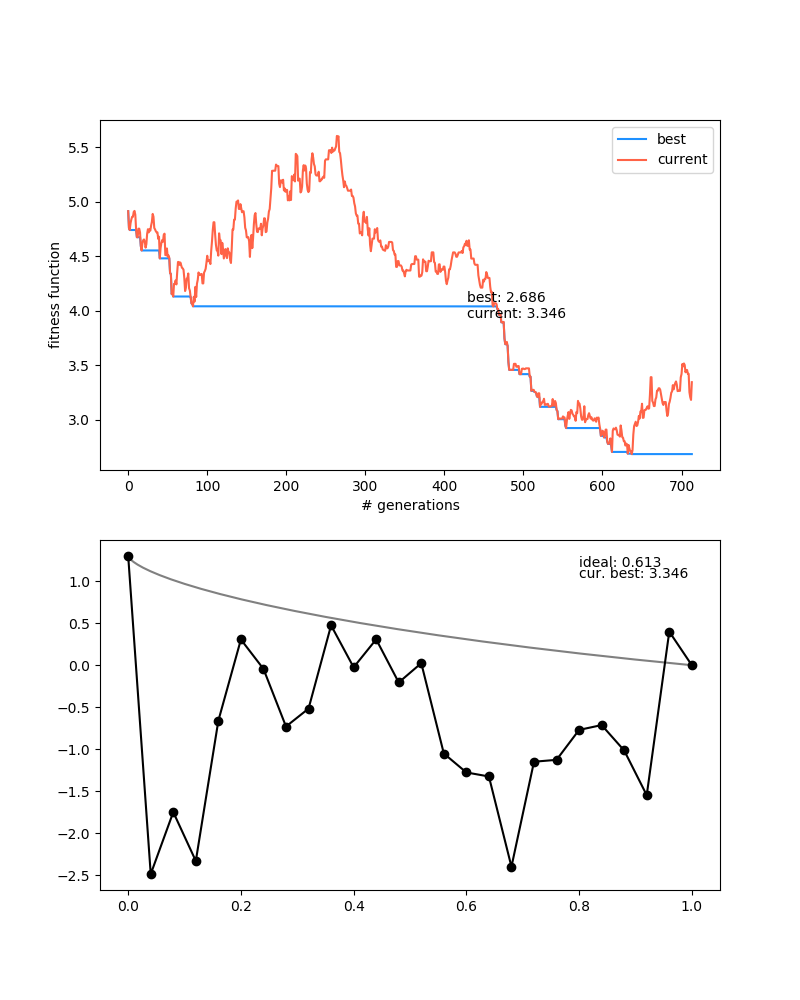 5.5
5.0
4.5
4.0
3.5
3.0
fitness function
best
current
best: 2.686
current: 3.346
0 100 200 300 400 500 600 700
# generations
ideal: 0.613
cur. best: 3.346
1.0
0.5
0.0
−0.5
−1.0
−1.5
−2.0
−2.5
0.0 0.2 0.4 0.6 0.8 1.0